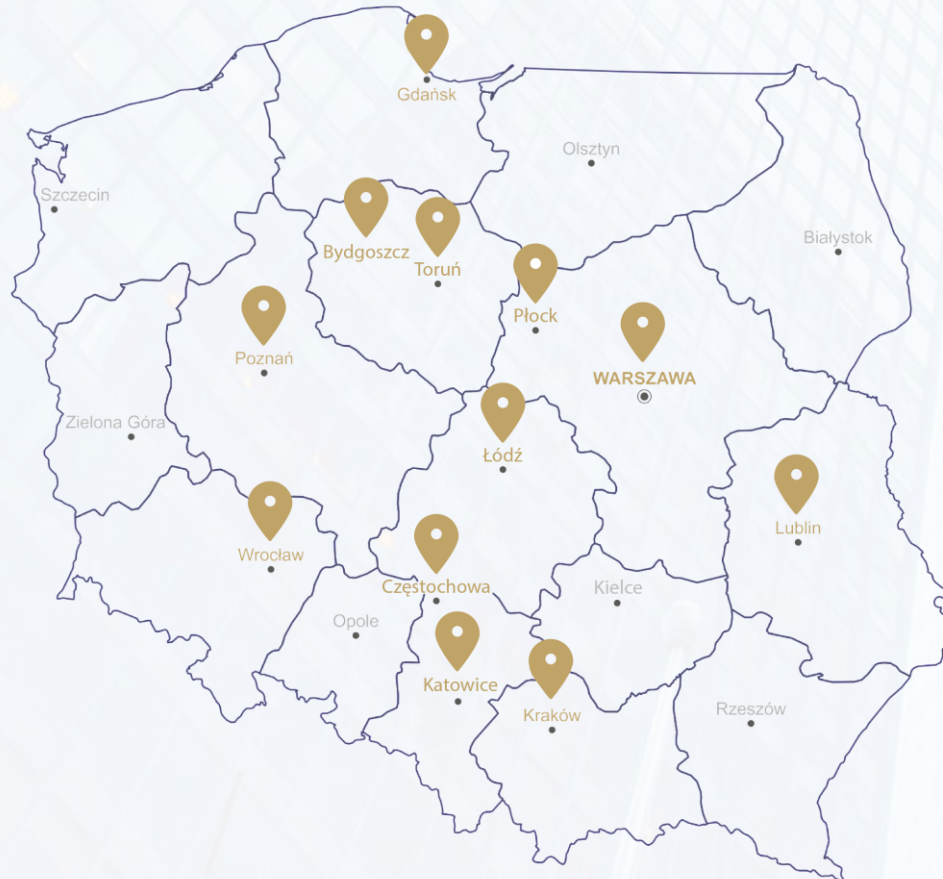 Gdańsk
Olsztyn
Szczecin
Białystok
Bydgoszcz
Toruń
Płock
Poznań
WARSZAWA
Zielona Góra
Łódź
Lublin
Wrocław
Częstochowa
Kielce
Opole
Katowice
Rzeszów
Kraków